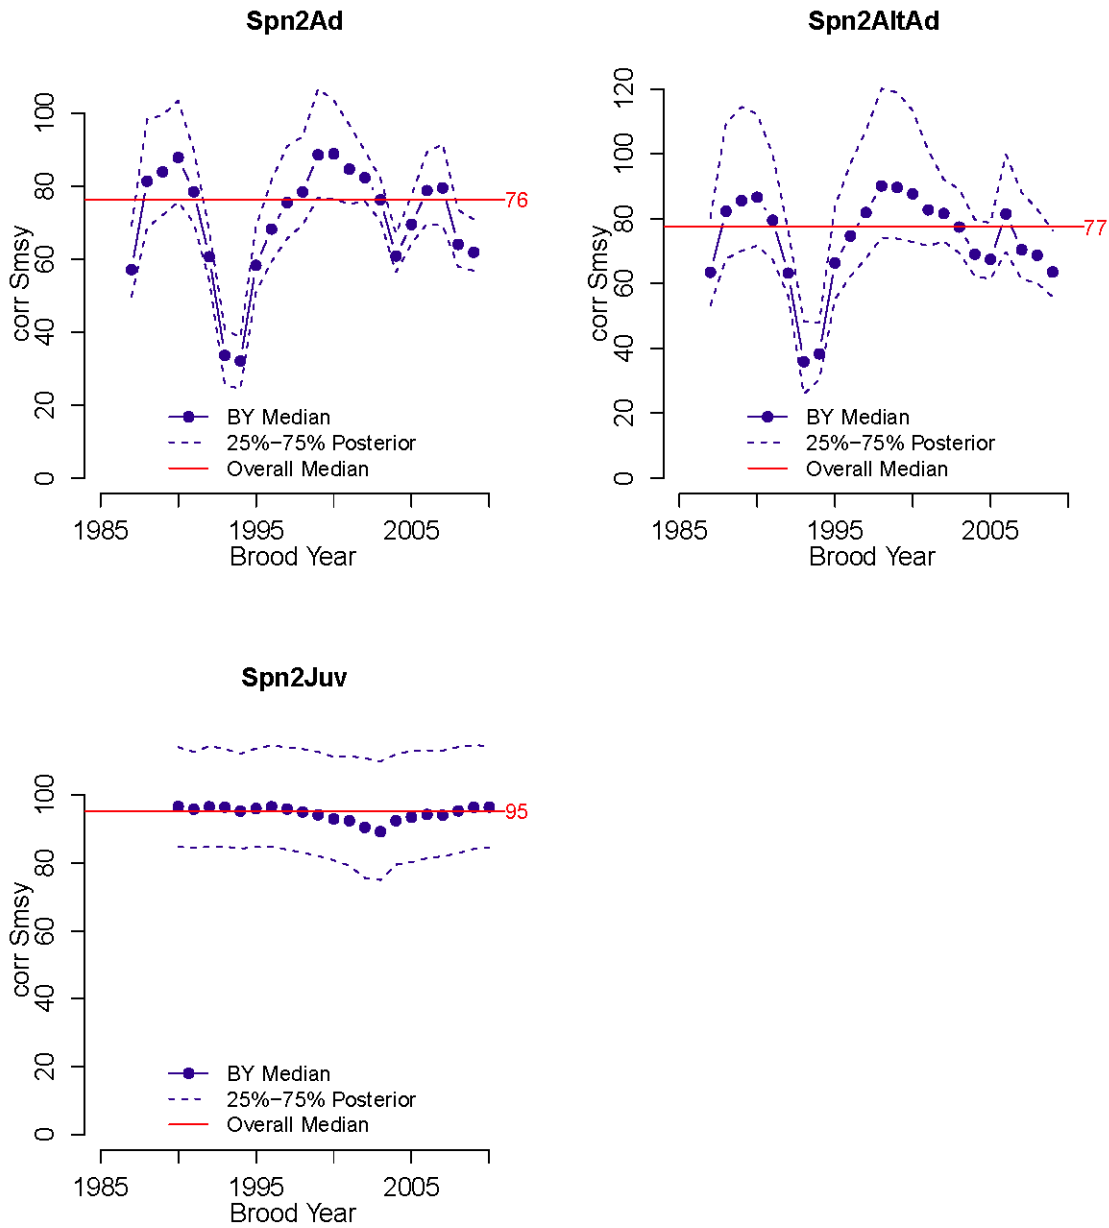 Spn2Ad
corr Smsy
0
20
40
60
80
100
76
BY Median
25%−75% Posterior
Overall Median
1985
1995
2005
Brood Year
Spn2AltAd
corr Smsy
0
20
40
60
80
100
120
77
BY Median
25%−75% Posterior
Overall Median
1985
1995
2005
Brood Year
Spn2Juv
corr Smsy
0
20
40
60
80
100
95
BY Median
25%−75% Posterior
Overall Median
1985
1995
2005
Brood Year